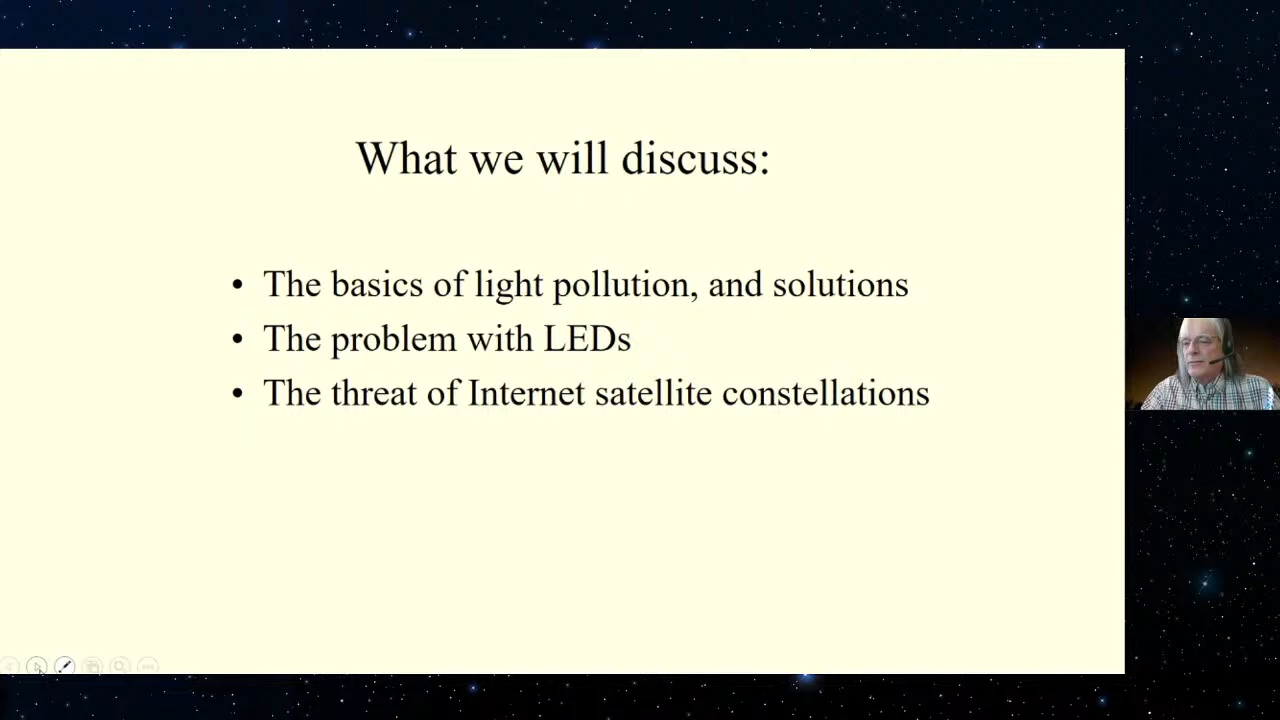 What we will discuss:
• The basics of light pollution, and solutions
• The problem with LEDs
• The threat of Internet satellite constellations